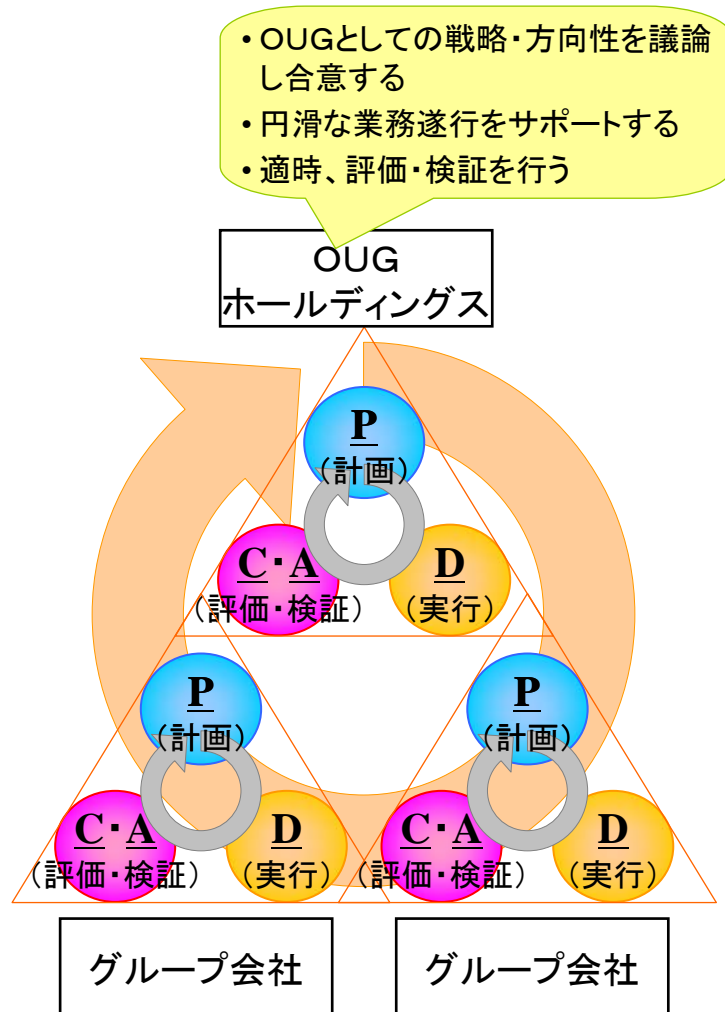 • OUGとしての戦略・方向性を議論
し合意する
• 円滑な業務遂行をサポートする
• 適時、評価・検証を行う
OUG
ホールディングス
P
(計画)
C・A
(評価・検証)
D
(実行)
P
(計画)
C・A
(評価・検証)
D
(実行)
P
(計画)
C・A
(評価・検証)
D
(実行)
グループ会社
グループ会社